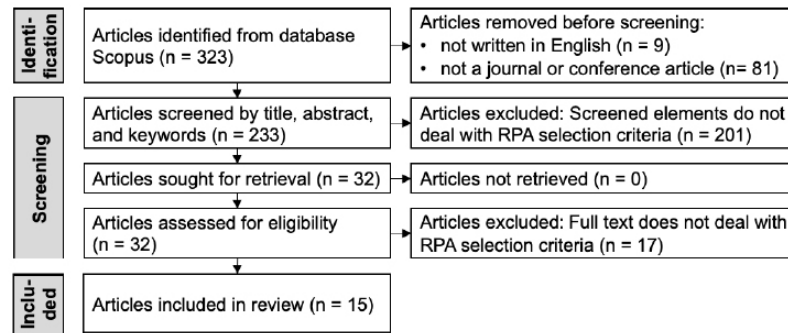 Identi-
fication
Articles identified from database
Scopus (n = 323)
Articles removed before screening:
• not written in English (n = 9)
• not a journal or conference article (n= 81)
Screening
Articles screened by title, abstract,
and keywords (n = 233)
Articles excluded: Screened elements do not
deal with RPA selection criteria (n = 201)
Articles sought for retrieval (n = 32)
Articles not retrieved (n = 0)
Articles assessed for eligibility
(n = 32)
Articles excluded: Full text does not deal with
RPA selection criteria (n = 17)
Inclu-
ded
Articles included in review (n = 15)